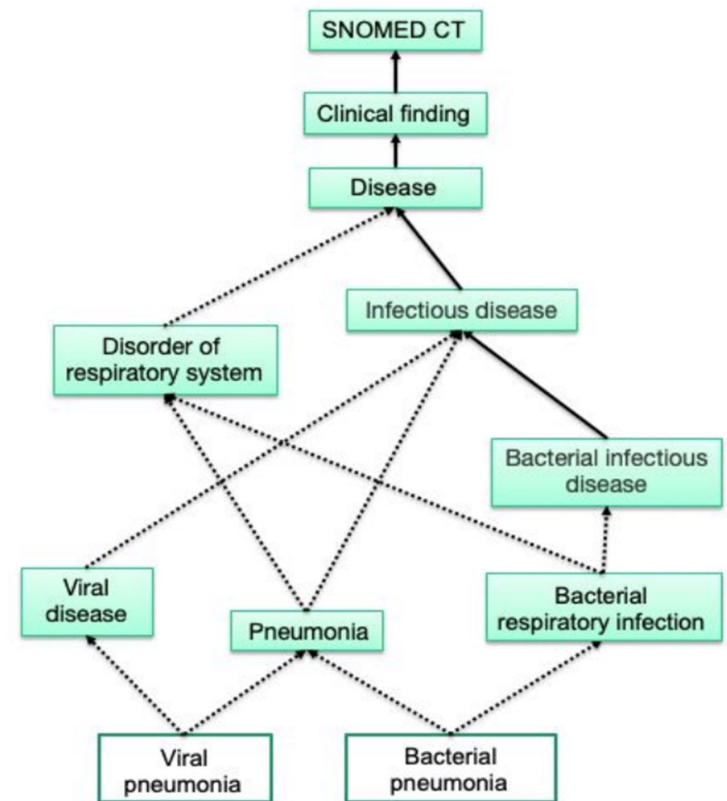 SNOMED CT
Clinical finding
Disease
Infectious disease
Disorder of
respiratory system
Bacterial infectious
disease
Viral
disease
Pneumonia
Bacterial
respiratory infection
Viral
pneumonia
Bacterial
pneumonia